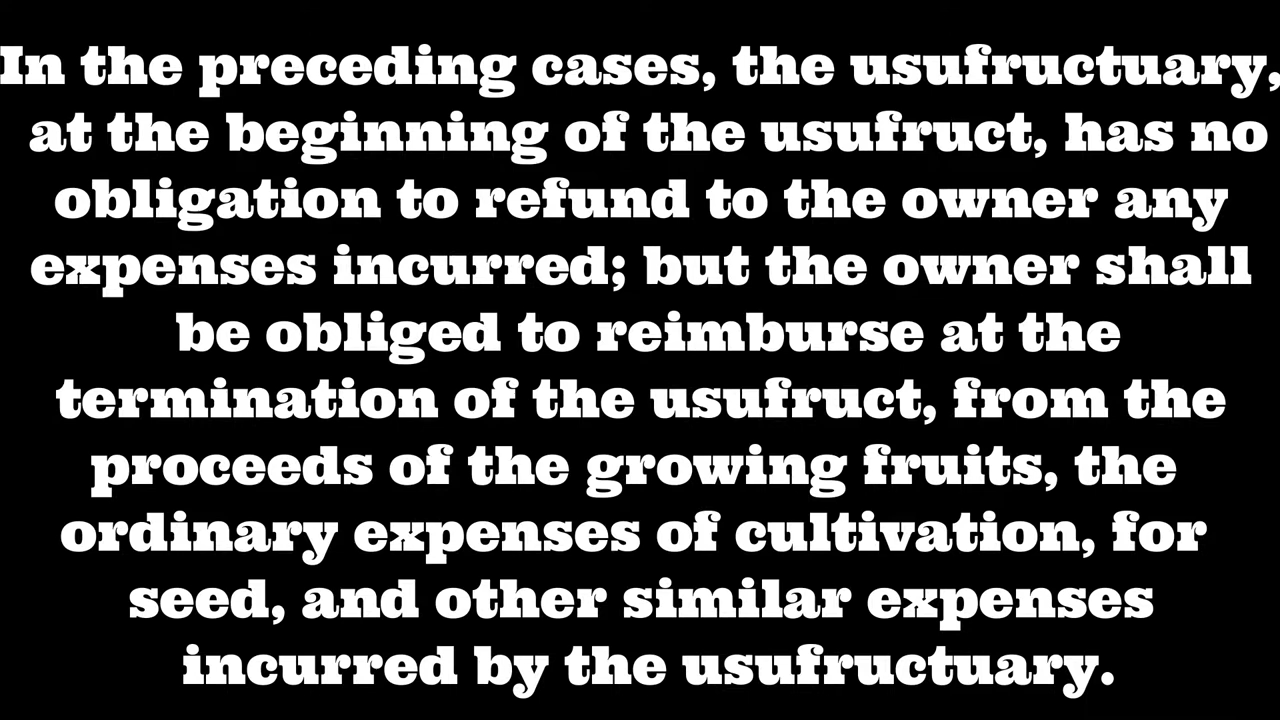 In the preceding cases, the usufructuary,
at the beginning of the usufruct, has no
obligation to refund to the owner any
expenses incurred; but the owner shall
be obliged to reimburse at the
termination of the usufruct, from the
proceeds of the growing fruits, the
ordinary expenses of cultivation, for
seed, and other similar expenses
incurred by the usufructuary.